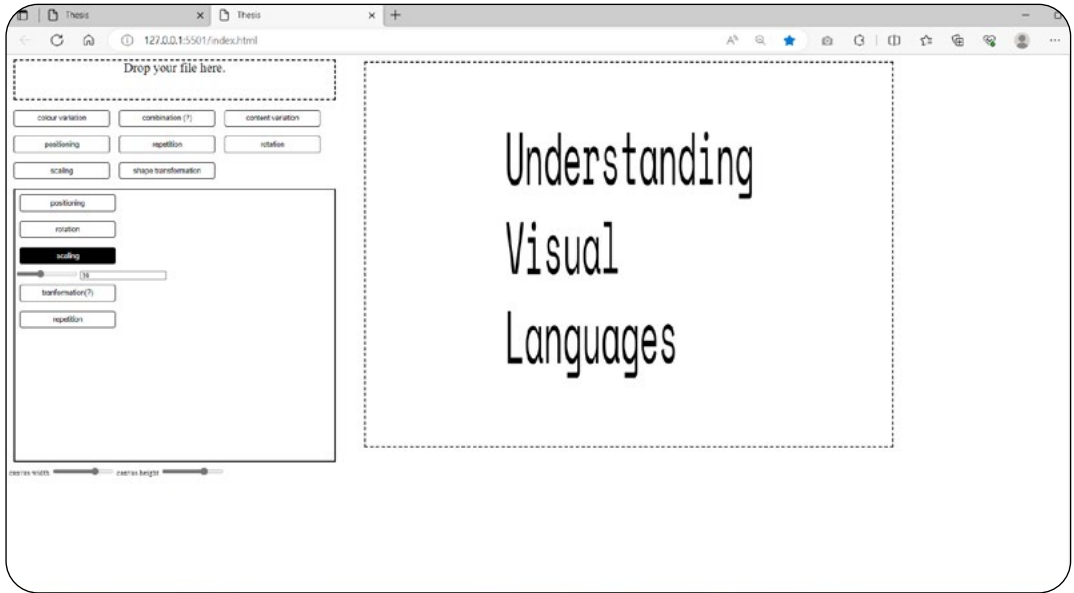 Thesis
Thesis
127.0.0.1:5501/index.html
Drop your file here.
colour variation
combination (?)
content variation
positioning
repetition
rotation
scaling
shape transformation
positioning
rotation
scaling
tranformation(?)
repetition
canvas width
canvas height
Understanding
Visual
Languages